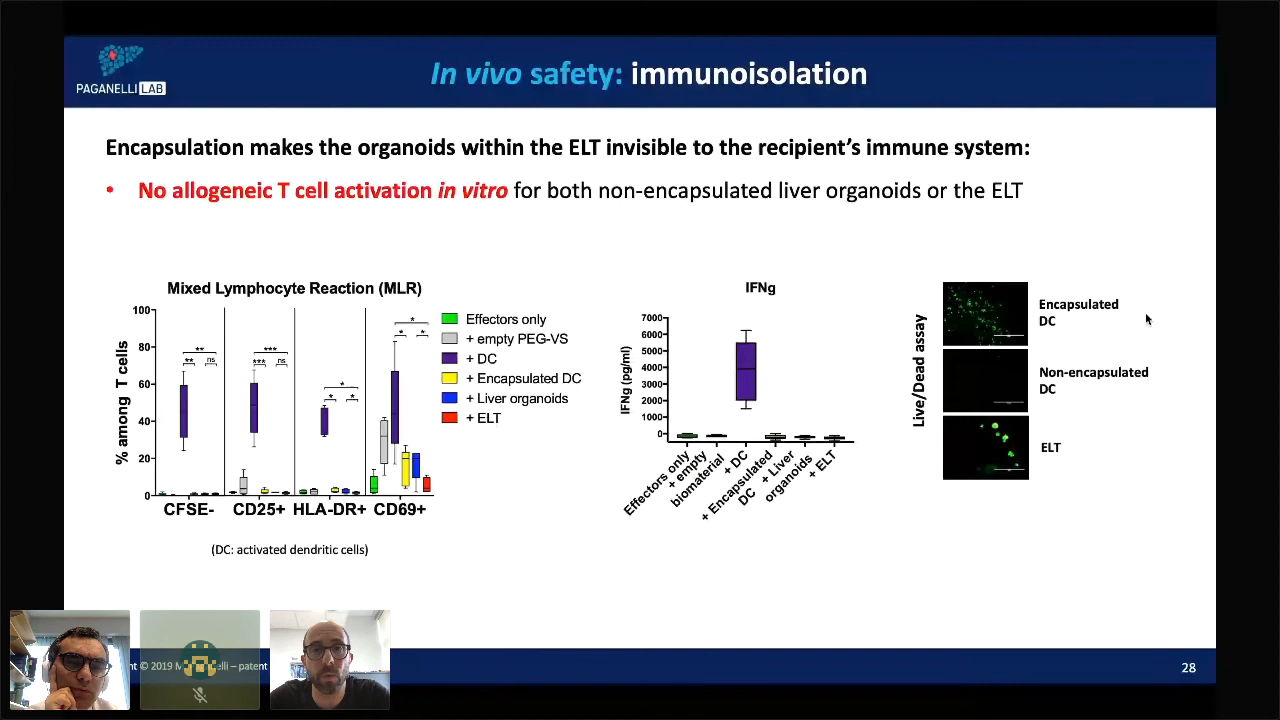 PAGANELLI LAB
In vivo safety: immunoisolation
Encapsulation makes the organoids within the ELT invisible to the recipient's immune system:
• No allogeneic T cell activation in vitro for both non-encapsulated liver organoids or the ELT
Mixed Lymphocyte Reaction (MLR)
% among T cells
100
80
60
40
20
0
** ** ns
*** *** ns
* * *
* * *
CFSE- CD25+ HLA-DR+ CD69+
Effectors only
+ empty PEG-VS
+ DC
+ Encapsulated DC
+ Liver organoids
+ ELT
(DC: activated dendritic cells)
IFNg
IFNg (pg/ml)
7000
6000
5000
4000
3000
2000
1000
0
Effectors only
+ empty
biomaterial
+ DC
+ Encapsulated
DC
+ Liver
organoids
+ ELT
Live/Dead assay
Encapsulated
DC
Non-encapsulated
DC
ELT
© 2019 M
– patent
28